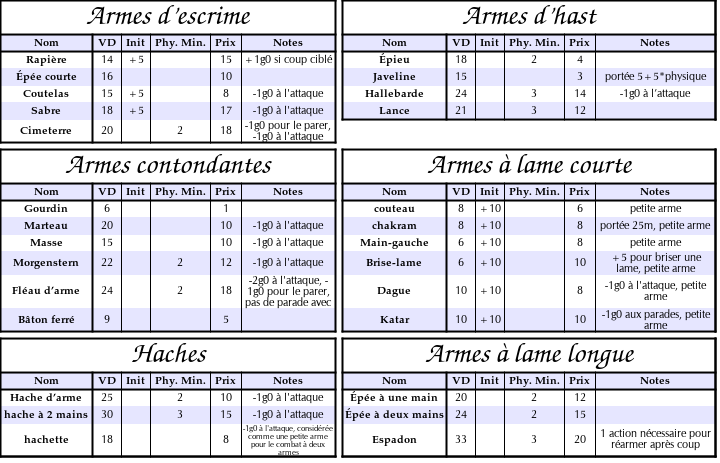 Armes d'escrime
Nom VD Init Phy. Min. Prix Notes
Rapière 14 +5 15 +1g0 si coup ciblé
Épée courte 16 10
Coutelas 15 +5 8 -1g0 à l'attaque
Sabre 18 +5 17 -1g0 à l'attaque
Cimeterre 20 2 18 -1g0 pour le parer,
-1g0 à l'attaque
Armes d'hast
Nom VD Init Phy. Min. Prix Notes
Épieu 18 2 4
Javeline 15 3 portée 5+5*physique
Hallebarde 24 3 14 -1g0 à l'attaque
Lance 21 3 12
Armes contondantes
Nom VD Init Phy. Min. Prix Notes
Gourdin 6 1
Marteau 20 10 -1g0 à l'attaque
Masse 15 10 -1g0 à l'attaque
Morgenstern 22 2 12 -1g0 à l'attaque
Fléau d'arme 24 2 18 -2g0 à l'attaque, -
1g0 pour le parer,
pas de parade avec
Bâton ferré 9 5
Armes à lame courte
Nom VD Init Phy. Min. Prix Notes
couteau 8 +10 6 petite arme
chakram 8 +10 8 portée 25m, petite arme
Main-gauche 6 +10 8 petite arme
Brise-lame 6 +10 10 +5 pour briser une
lame, petite arme
Dague 10 +10 8 -1g0 à l'attaque, petite
arme
Katar 10 +10 10 -1g0 aux parades, petite
arme
Haches
Nom VD Init Phy. Min. Prix Notes
Hache d'arme 25 2 10 -1g0 à l'attaque
hache à 2 mains 30 3 15 -1g0 à l'attaque
hachette 18 8 -1g0 à l'attaque, considérée
comme une petite arme
pour le combat à deux
armes
Armes à lame longue
Nom VD Init Phy. Min. Prix Notes
Épée à une main 20 2 12
Épée à deux mains 24 2 15
Espadon 33 3 20 1 action nécessaire pour
réarmer après coup